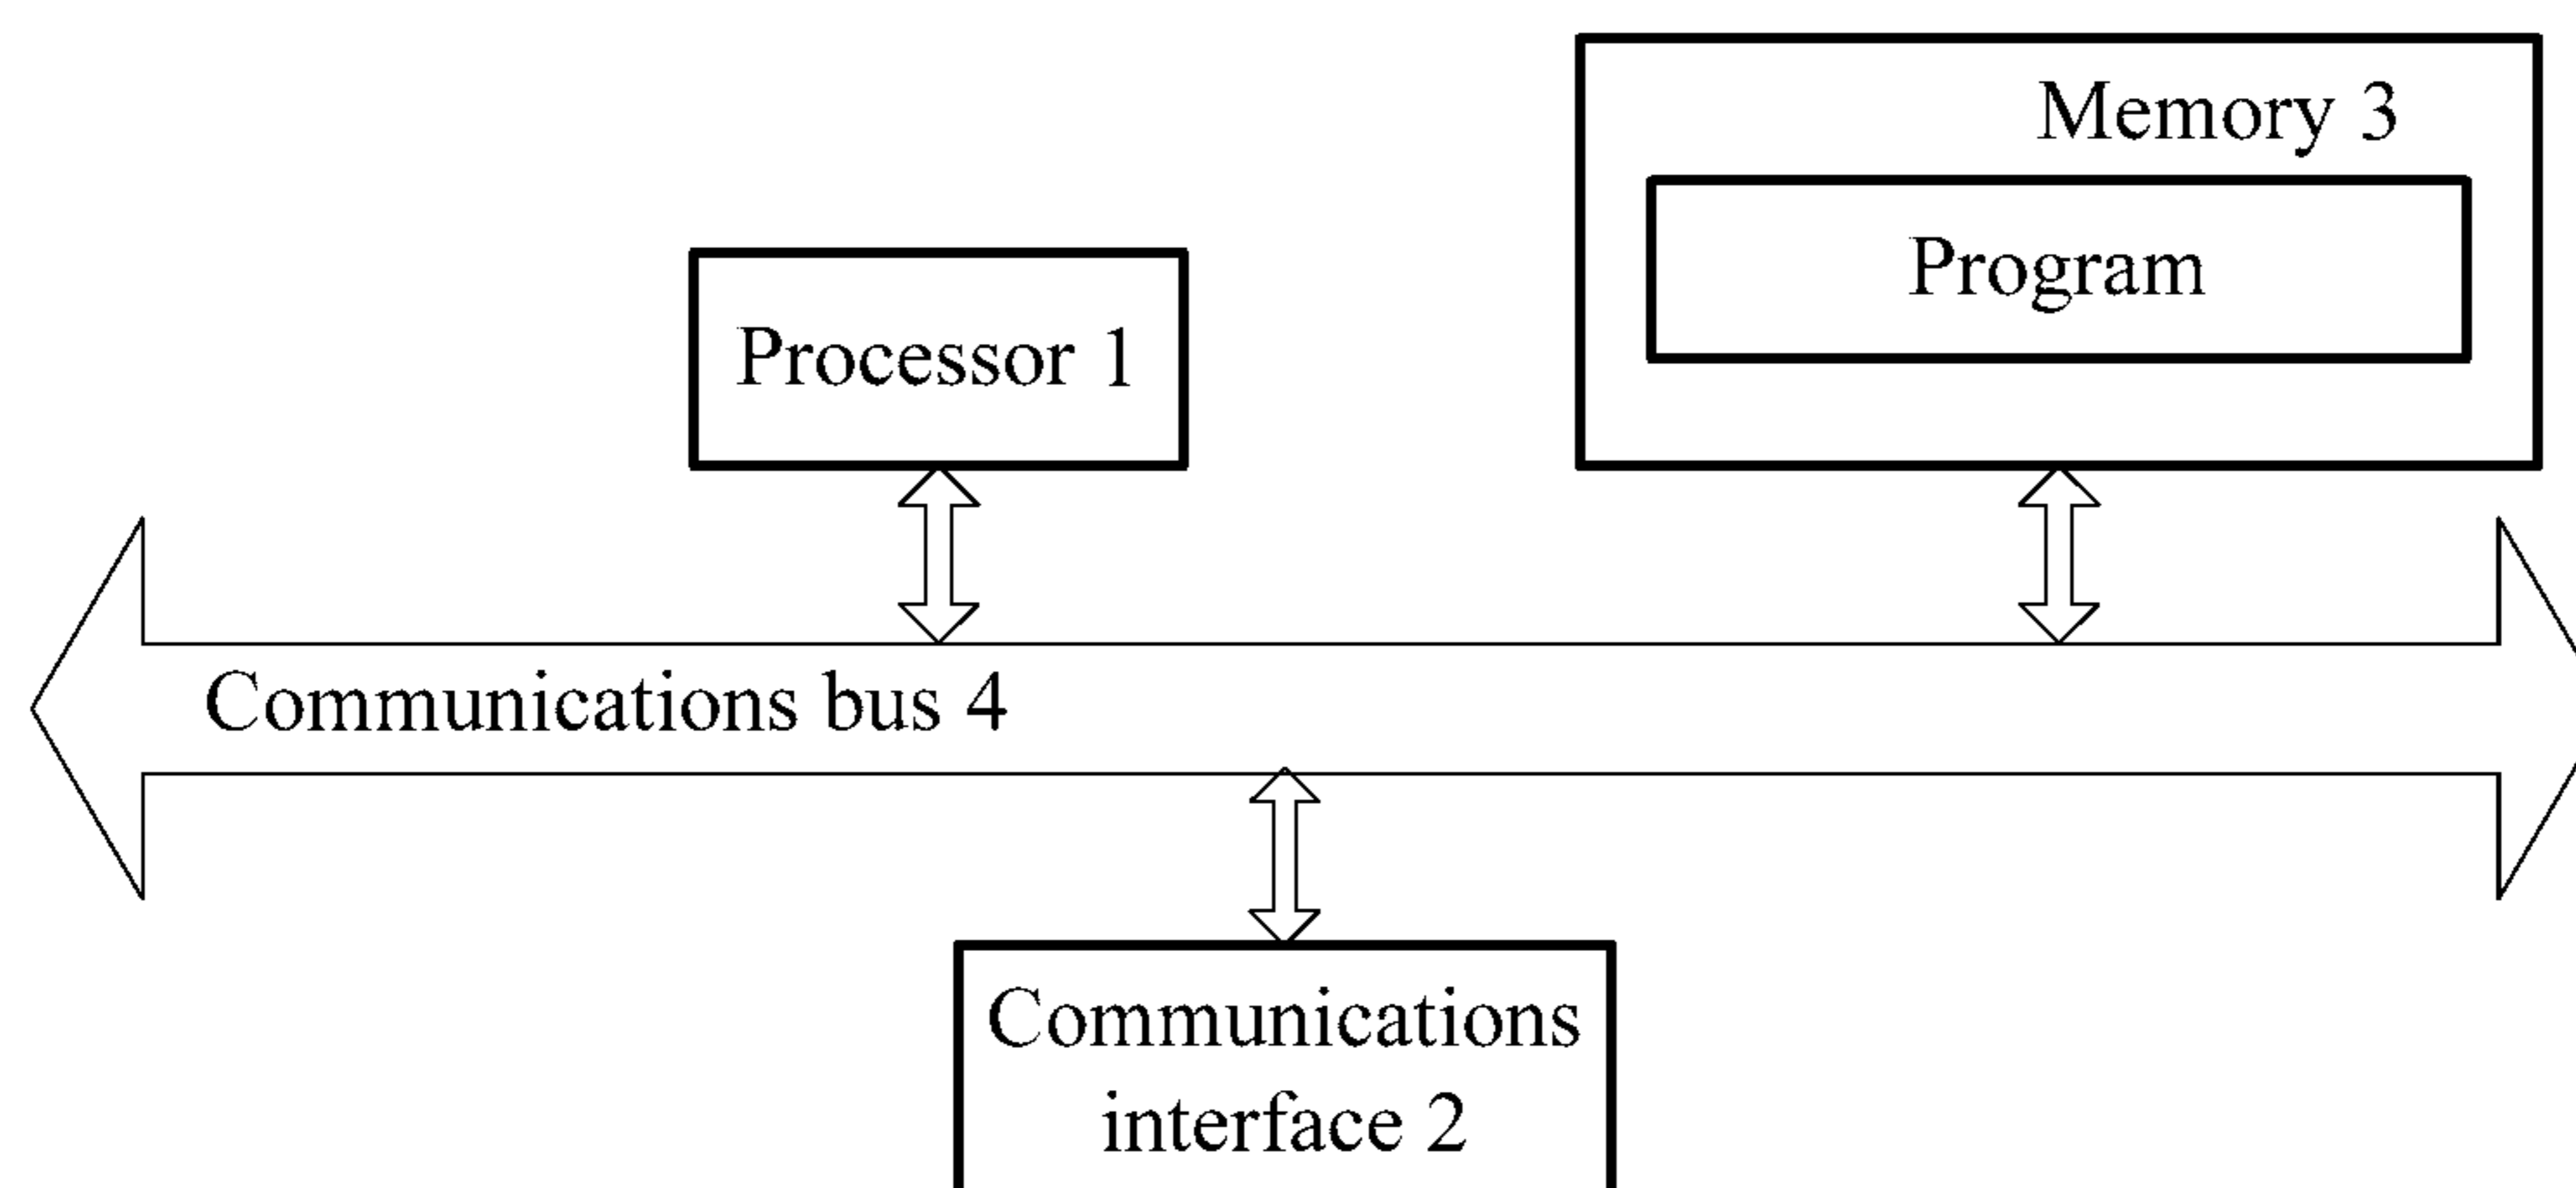 Memory 3
Program
Processor 1
Communications bus 4
Communications
interface 2